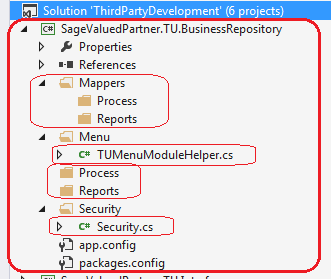 Solution 'ThirdPartyDevelopment' (6 projects)
SageValuedPartner.TU.BusinessRepository
Properties
References
Mappers
Process
Reports
Menu
C# TUMenuModuleHelper.cs
Process
Reports
Security
C# Security.cs
app.config
packages.config